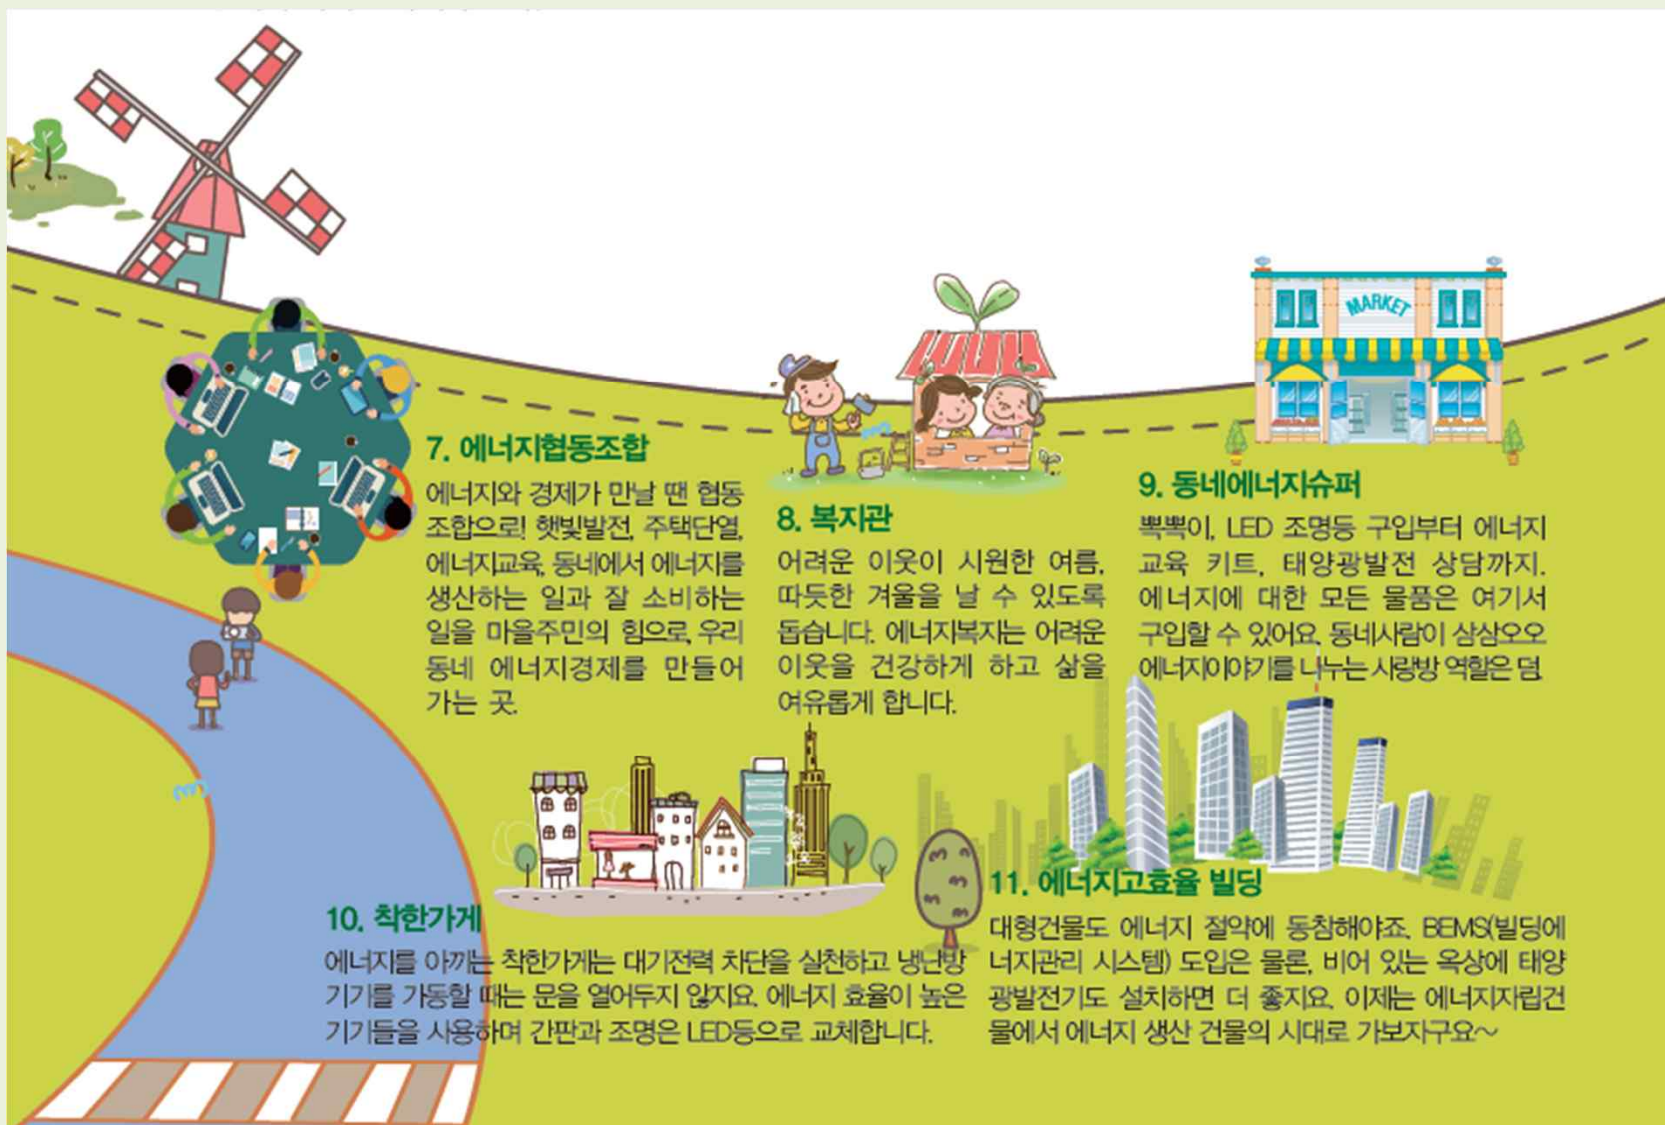 MARKET
7. 에너지협동조합
에너지와 경제가 만날 땐 협동
조합으로! 햇빛발전, 주택단열,
에너지교육, 동네에서 에너지를
생산하는 일과 잘 소비하는
일을 마을주민의 힘으로, 우리
동네 에너지경제를 만들어
가는 곳.
8. 복지관
어려운 이웃이 시원한 여름,
따듯한 겨울을 날 수 있도록
돕습니다. 에너지복지는 어려운
이웃을 건강하게 하고 삶을
여유롭게 합니다.
9. 동네에너지슈퍼
뽁뽁이, LED 조명등 구입부터 에너지
교육 키트, 태양광발전 상담까지.
에너지에 대한 모든 물품은 여기서
구입할 수 있어요. 동네사람이 삼삼오오
에너지이야기를 나누는 사랑방 역할은 덤.
10. 착한가게
에너지를 아끼는 착한가게는 대기전력 차단을 실천하고 냉난방
기기를 가동할 때는 문을 열어두지 않지요. 에너지 효율이 높은
기기들을 사용하며 간판과 조명은 LED등으로 교체합니다.
11. 에너지고효율 빌딩
대형건물도 에너지 절약에 동참해야죠. BEMS(빌딩에
너지관리 시스템) 도입은 물론, 비어 있는 옥상에 태양
광발전기도 설치하면 더 좋지요. 이제는 에너지자립건
물에서 에너지 생산 건물의 시대로 가보자구요~